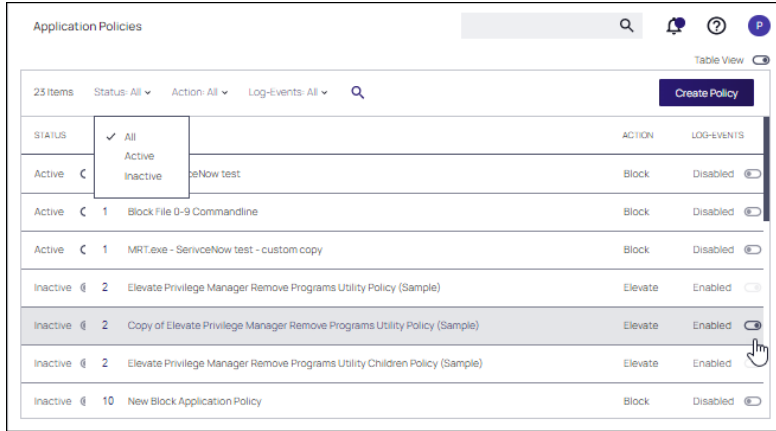 Application Policies
P
Table View
23 Items Status: All Action: All Log-Events: All Create Policy
STATUS ACTION LOG-EVENTS
All
Active
Inactive
Active eNow test Block Disabled
Active 1 Block File 0-9 Commandline Block Disabled
Active 1 MRT.exe - SerivceNow test - custom copy Block Disabled
Inactive 2 Elevate Privilege Manager Remove Programs Utility Policy (Sample) Elevate Enabled
Inactive 2 Copy of Elevate Privilege Manager Remove Programs Utility Policy (Sample) Elevate Enabled
Inactive 2 Elevate Privilege Manager Remove Programs Utility Children Policy (Sample) Elevate Enabled
Inactive 10 New Block Application Policy Block Disabled